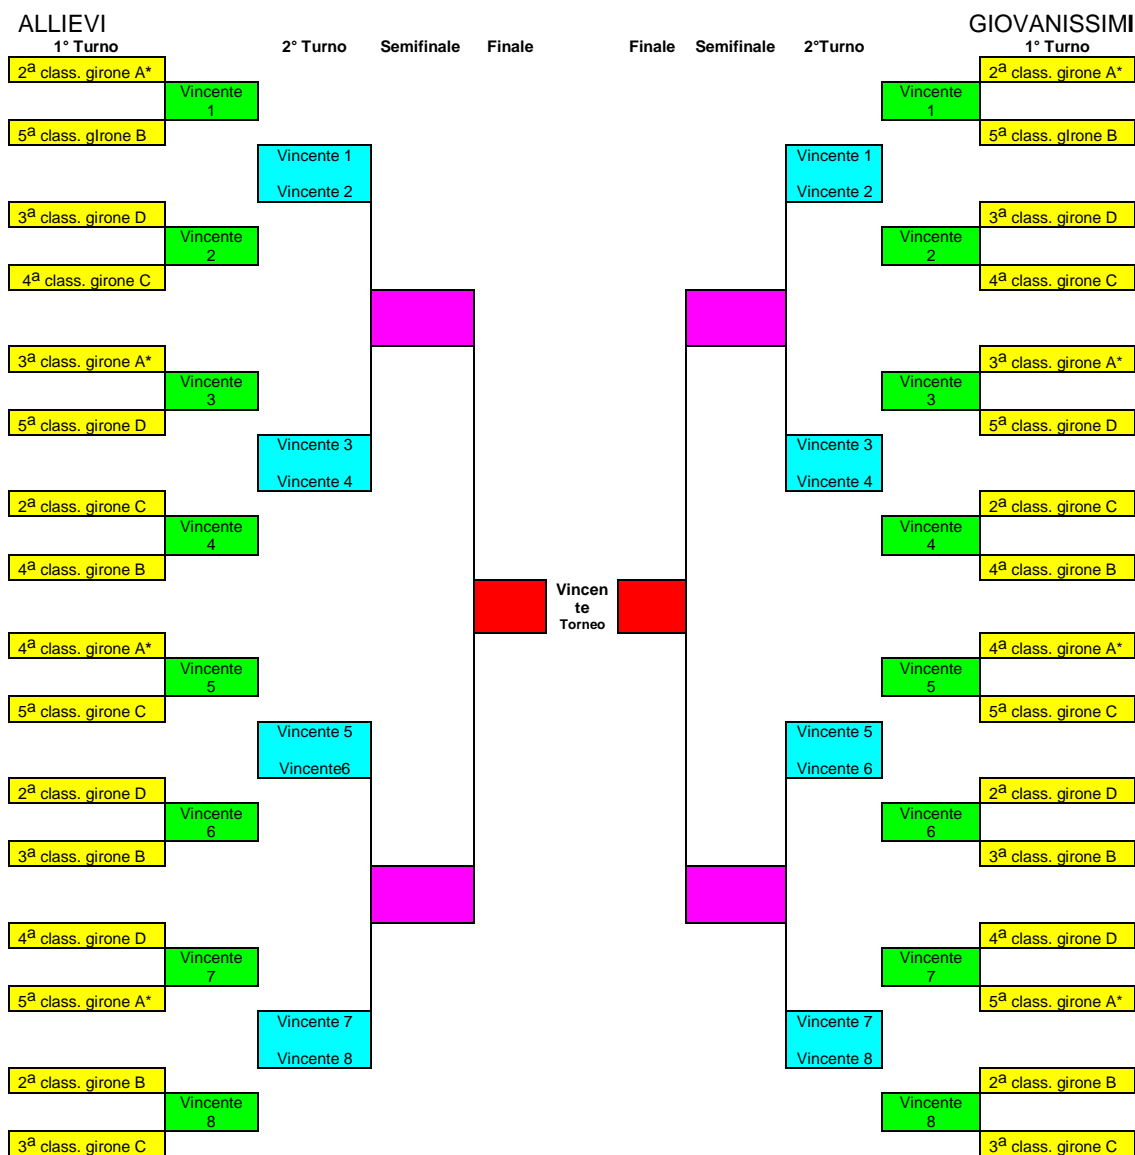 ALLIEVI GIOVANISSIMI
1° Turno 2° Turno Semifinale Finale Finale Semifinale 2°Turno 1° Turno
2ª class. girone A* 2ª class. girone A*
Vincente 1 Vincente 1
5ª class. gIrone B 5ª class. gIrone B
Vincente 1 Vincente 1
Vincente 2 Vincente 2
3ª class. girone D 3ª class. girone D
Vincente 2 Vincente 2
4ª class. girone C 4ª class. girone C
3ª class. girone A* 3ª class. girone A*
Vincente 3 Vincente 3
5ª class. girone D 5ª class. girone D
Vincente 3 Vincente 3
Vincente 4 Vincente 4
2ª class. girone C 2ª class. girone C
Vincente 4 Vincente 4
4ª class. girone B 4ª class. girone B
Vincen
te
Torneo
4ª class. girone A* 4ª class. girone A*
Vincente 5 Vincente 5
5ª class. girone C 5ª class. girone C
Vincente 5 Vincente 5
Vincente6 Vincente 6
2ª class. girone D 2ª class. girone D
Vincente 6 Vincente 6
3ª class. girone B 3ª class. girone B
4ª class. girone D 4ª class. girone D
Vincente 7 Vincente 7
5ª class. girone A* 5ª class. girone A*
Vincente 7 Vincente 7
Vincente 8 Vincente 8
2ª class. girone B 2ª class. girone B
Vincente 8 Vincente 8
3ª class. girone C 3ª class. girone C